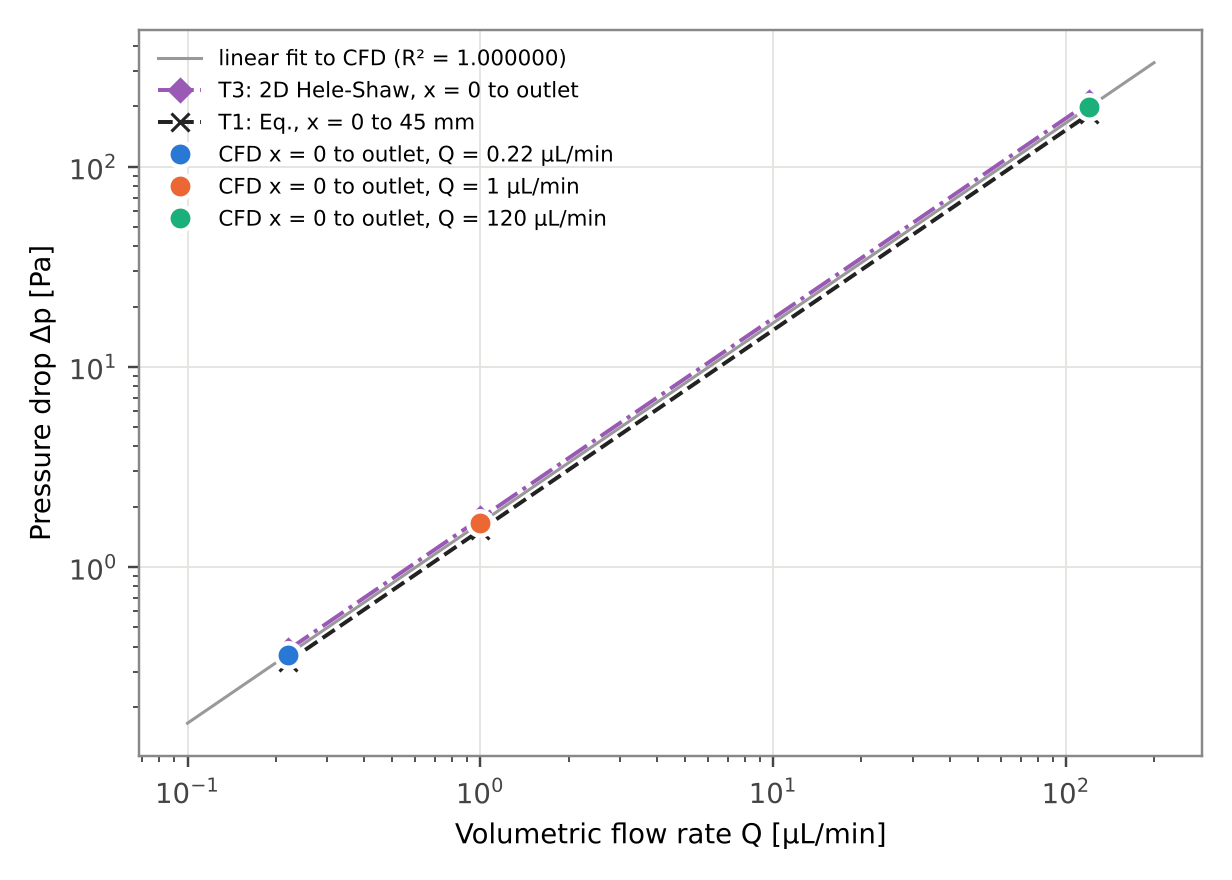 linear fit to CFD (R² = 1.000000)
T3: 2D Hele-Shaw, x = 0 to outlet
T1: Eq., x = 0 to 45 mm
CFD x = 0 to outlet, Q = 0.22 µL/min
CFD x = 0 to outlet, Q = 1 µL/min
CFD x = 0 to outlet, Q = 120 µL/min
10²
10¹
10⁰
Pressure drop Δp [Pa]
10⁻¹ 10⁰ 10¹ 10²
Volumetric flow rate Q [µL/min]